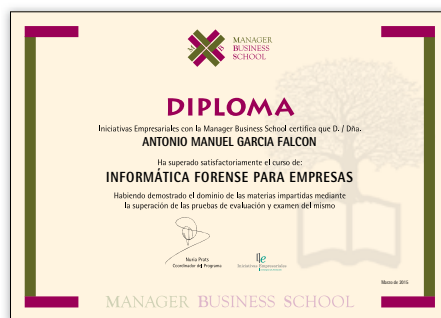 MANAGER
BUSINESS
SCHOOL
M B
DIPLOMA
Iniciativas Empresariales con la Manager Business School certifica que D. / Dña.
ANTONIO MANUEL GARCIA FALCON
Ha superado satisfactoriamente el curso de:
INFORMÁTICA FORENSE PARA EMPRESAS
Habiendo demostrado el dominio de las materias impartidas mediante
la superación de las pruebas de evaluación y examen del mismo
Nuria Prats
Coordinador del Programa
Iniciativas Empresariales
Marzo de 2015
MANAGER BUSINESS SCHOOL